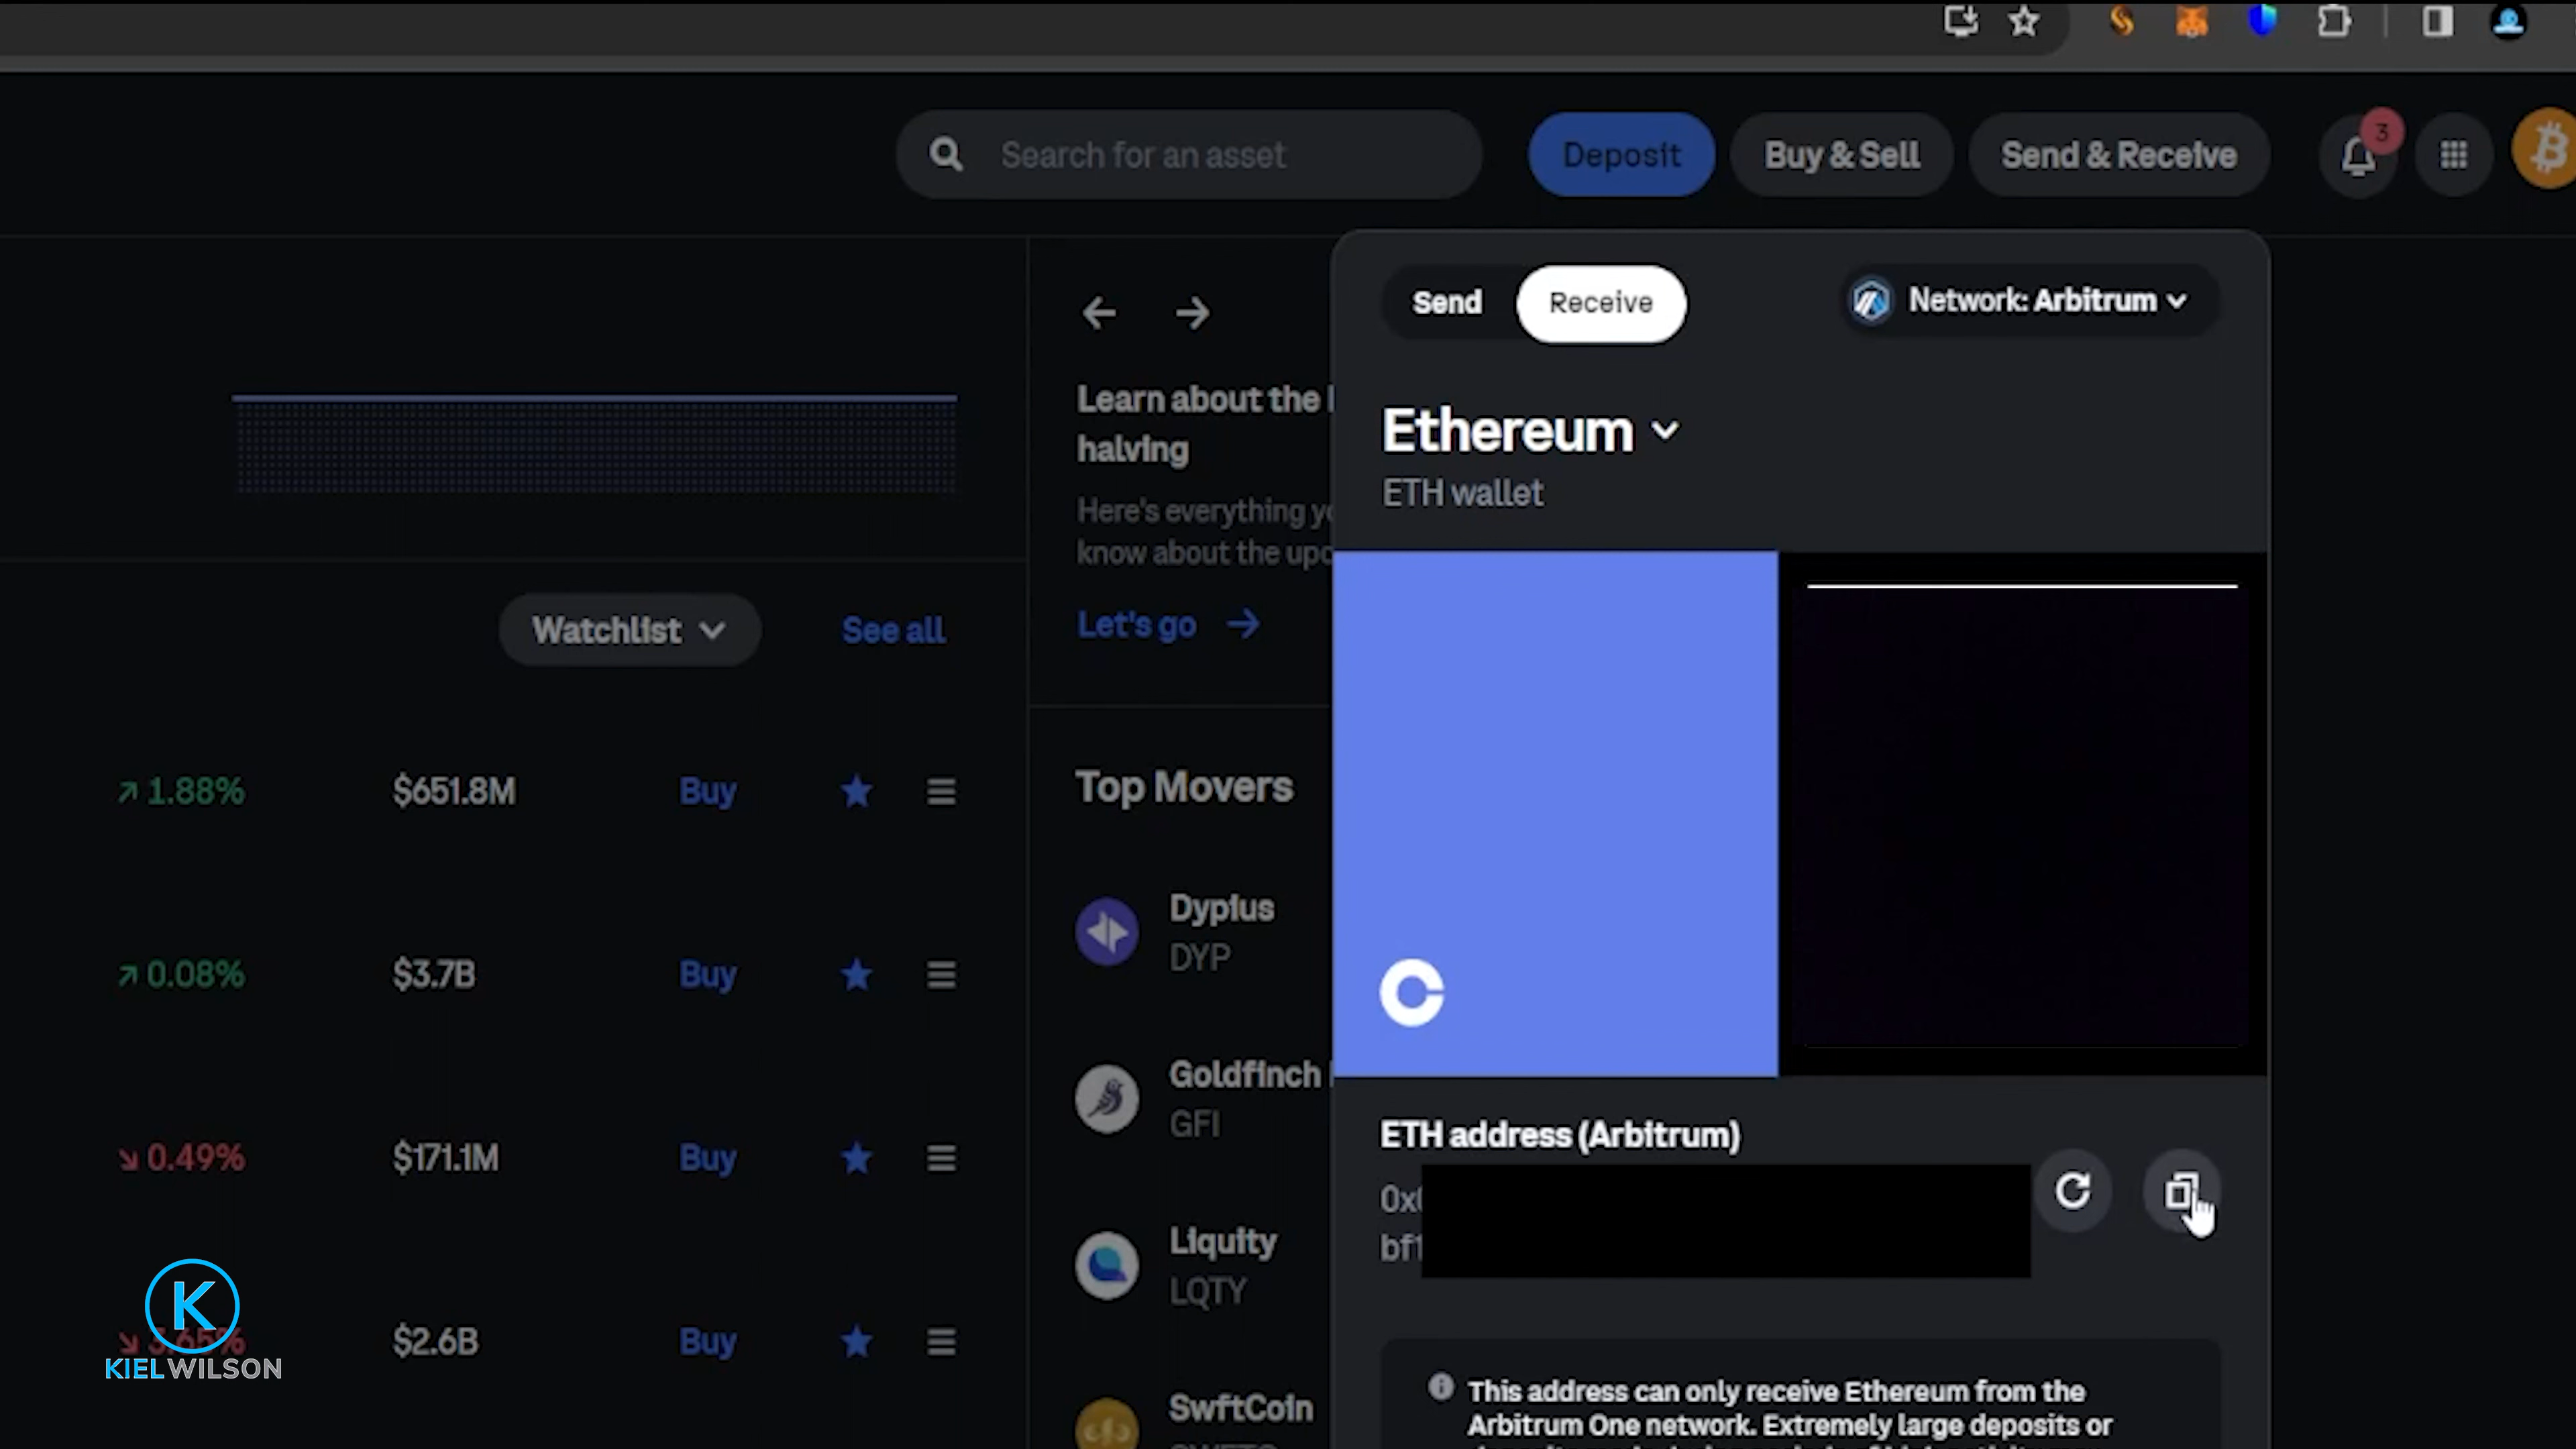 Search for an asset
Deposit
Buy & Sell
Send & Receive
3
Send
Receive
Network: Arbitrum
Learn about the
halving
Here's everything
know about the
Let's go
Ethereum
ETH wallet
Watchlist
See all
1.88%
$651.8M
Buy
0.08%
$3.7B
Buy
0.49%
$171.1M
Buy
3.65%
$2.6B
Buy
Top Movers
Dypius
DYP
Goldfinch
GFI
Liquity
LQTY
SwftCoin
ETH address (Arbitrum)
0x
bf1
This address can only receive Ethereum from the
Arbitrum One network. Extremely large deposits or
K
KIELWILSON